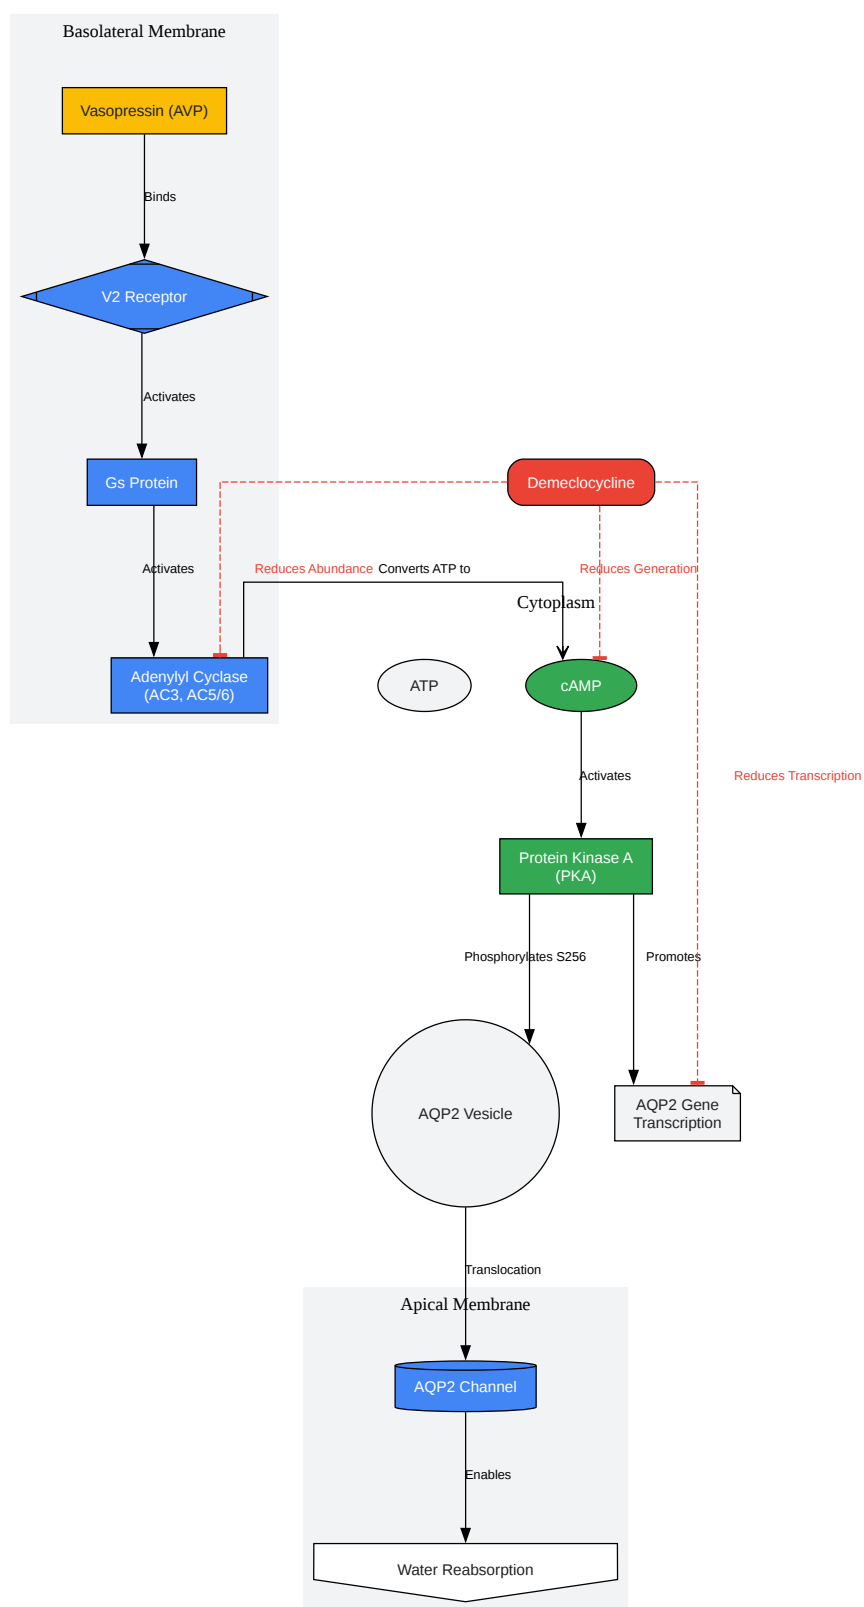 Basolateral Membrane
Vasopressin (AVP)
Binds
V2 Receptor
Activates
Gs Protein
Demeclocycline
Activates
Reduces Abundance
Converts ATP to
Reduces Generation
Cytoplasm
Adenylyl Cyclase
(AC3, AC5/6)
ATP
cAMP
Activates
Reduces Transcription
Protein Kinase A
(PKA)
Phosphorylates S256
Promotes
AQP2 Vesicle
AQP2 Gene
Transcription
Translocation
Apical Membrane
AQP2 Channel
Enables
Water Reabsorption